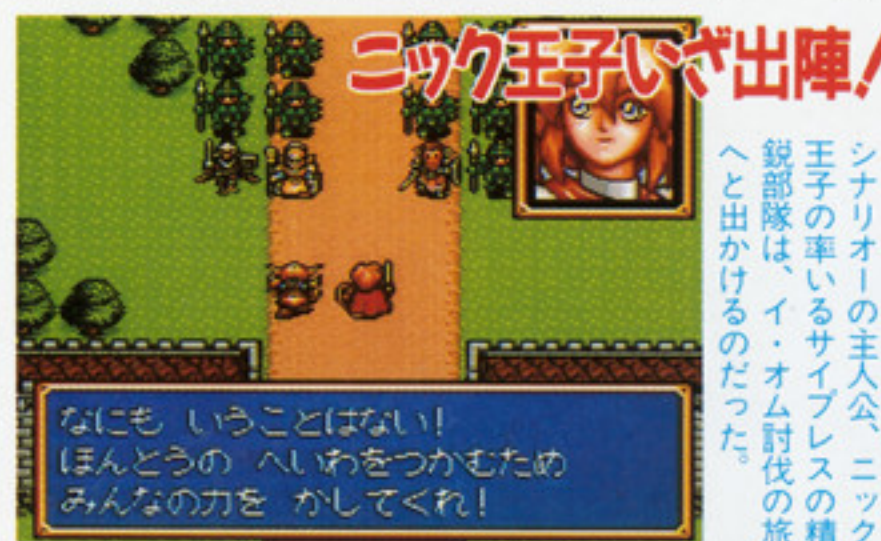 ニック王子いざ出陣!
シナリオ1の主人公、ニック
王子の率いるサイプレスの精
鋭部隊は、イ・オム討伐の旅
へと出かけるのだった。
なにも いうことはない!
ほんとうの へいわをつかむため
みんなの力を かしてくれ!